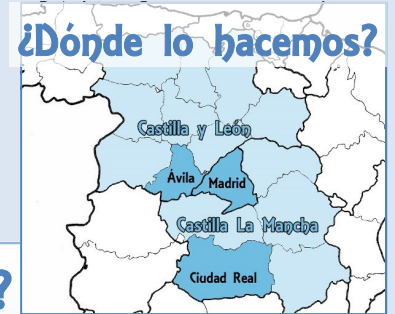 ¿Dónde lo hacemos?
Castilla y León
Ávila
Madrid
Castilla La Mancha
Ciudad Real
?